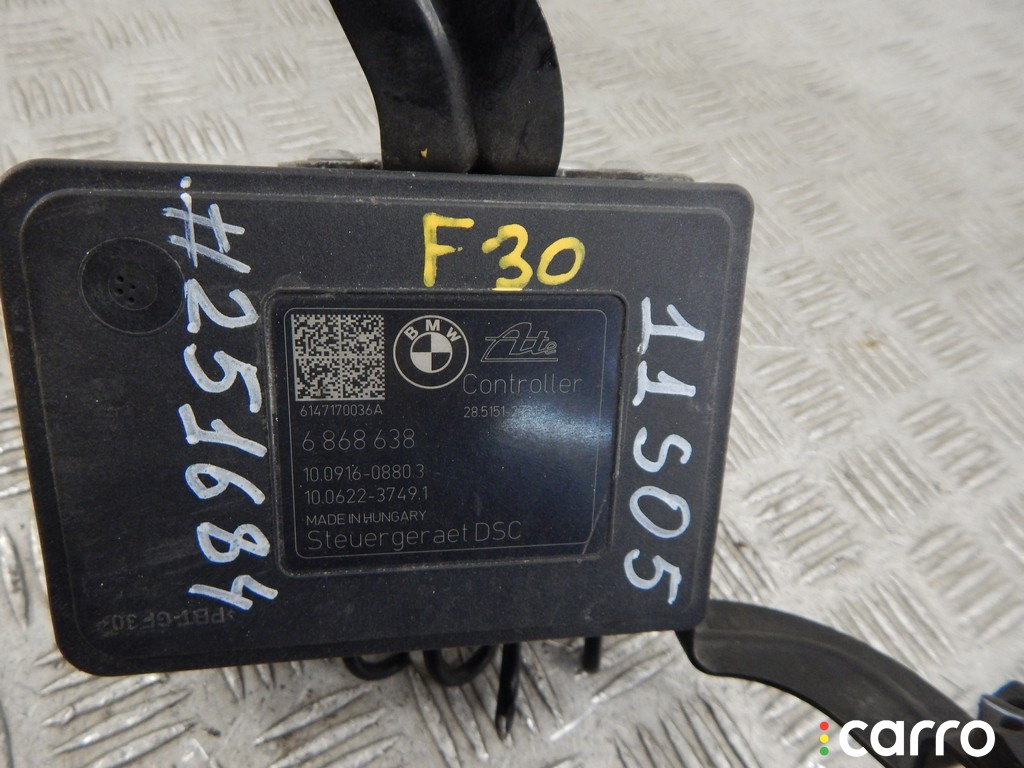 F30
#251684
11S05
BMW
Ate
Controller
6147170036A
28.5151
6 868 638
10.0916-0880.3
10.0622-3749.1
MADE IN HUNGARY
Steuergeraet DSC
>PBT-GF30<
carro